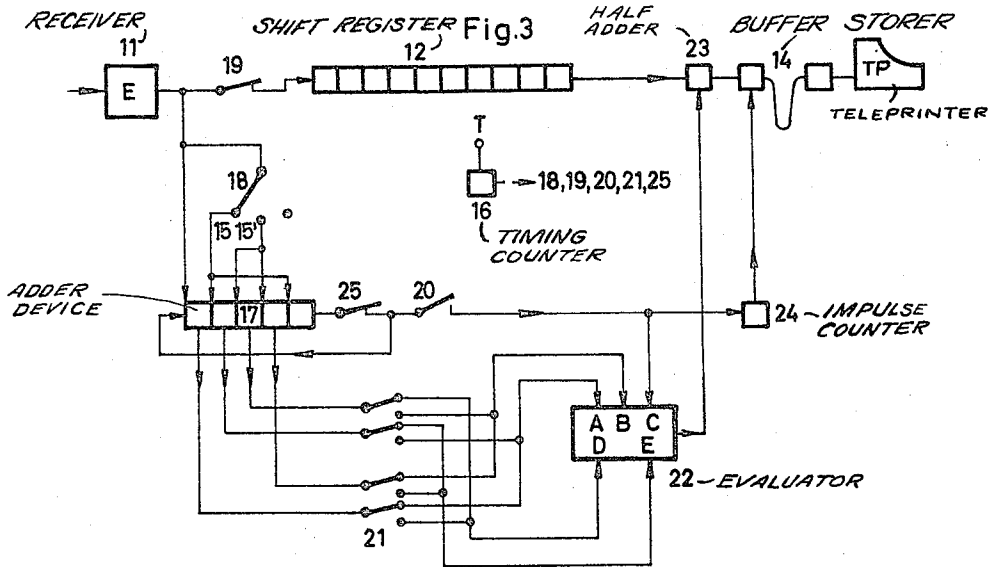 RECEIVER
11
E
19
SHIFT REGISTER
12
Fig.3
HALF
ADDER
23
BUFFER STORER
14
TP
TELEPRINTER
T
16
18,19,20,21,25
TIMING
COUNTER
18
15 15'
ADDER
DEVICE
17
25
20
24
IMPULSE
COUNTER
A B C
D E
22
EVALUATOR
21